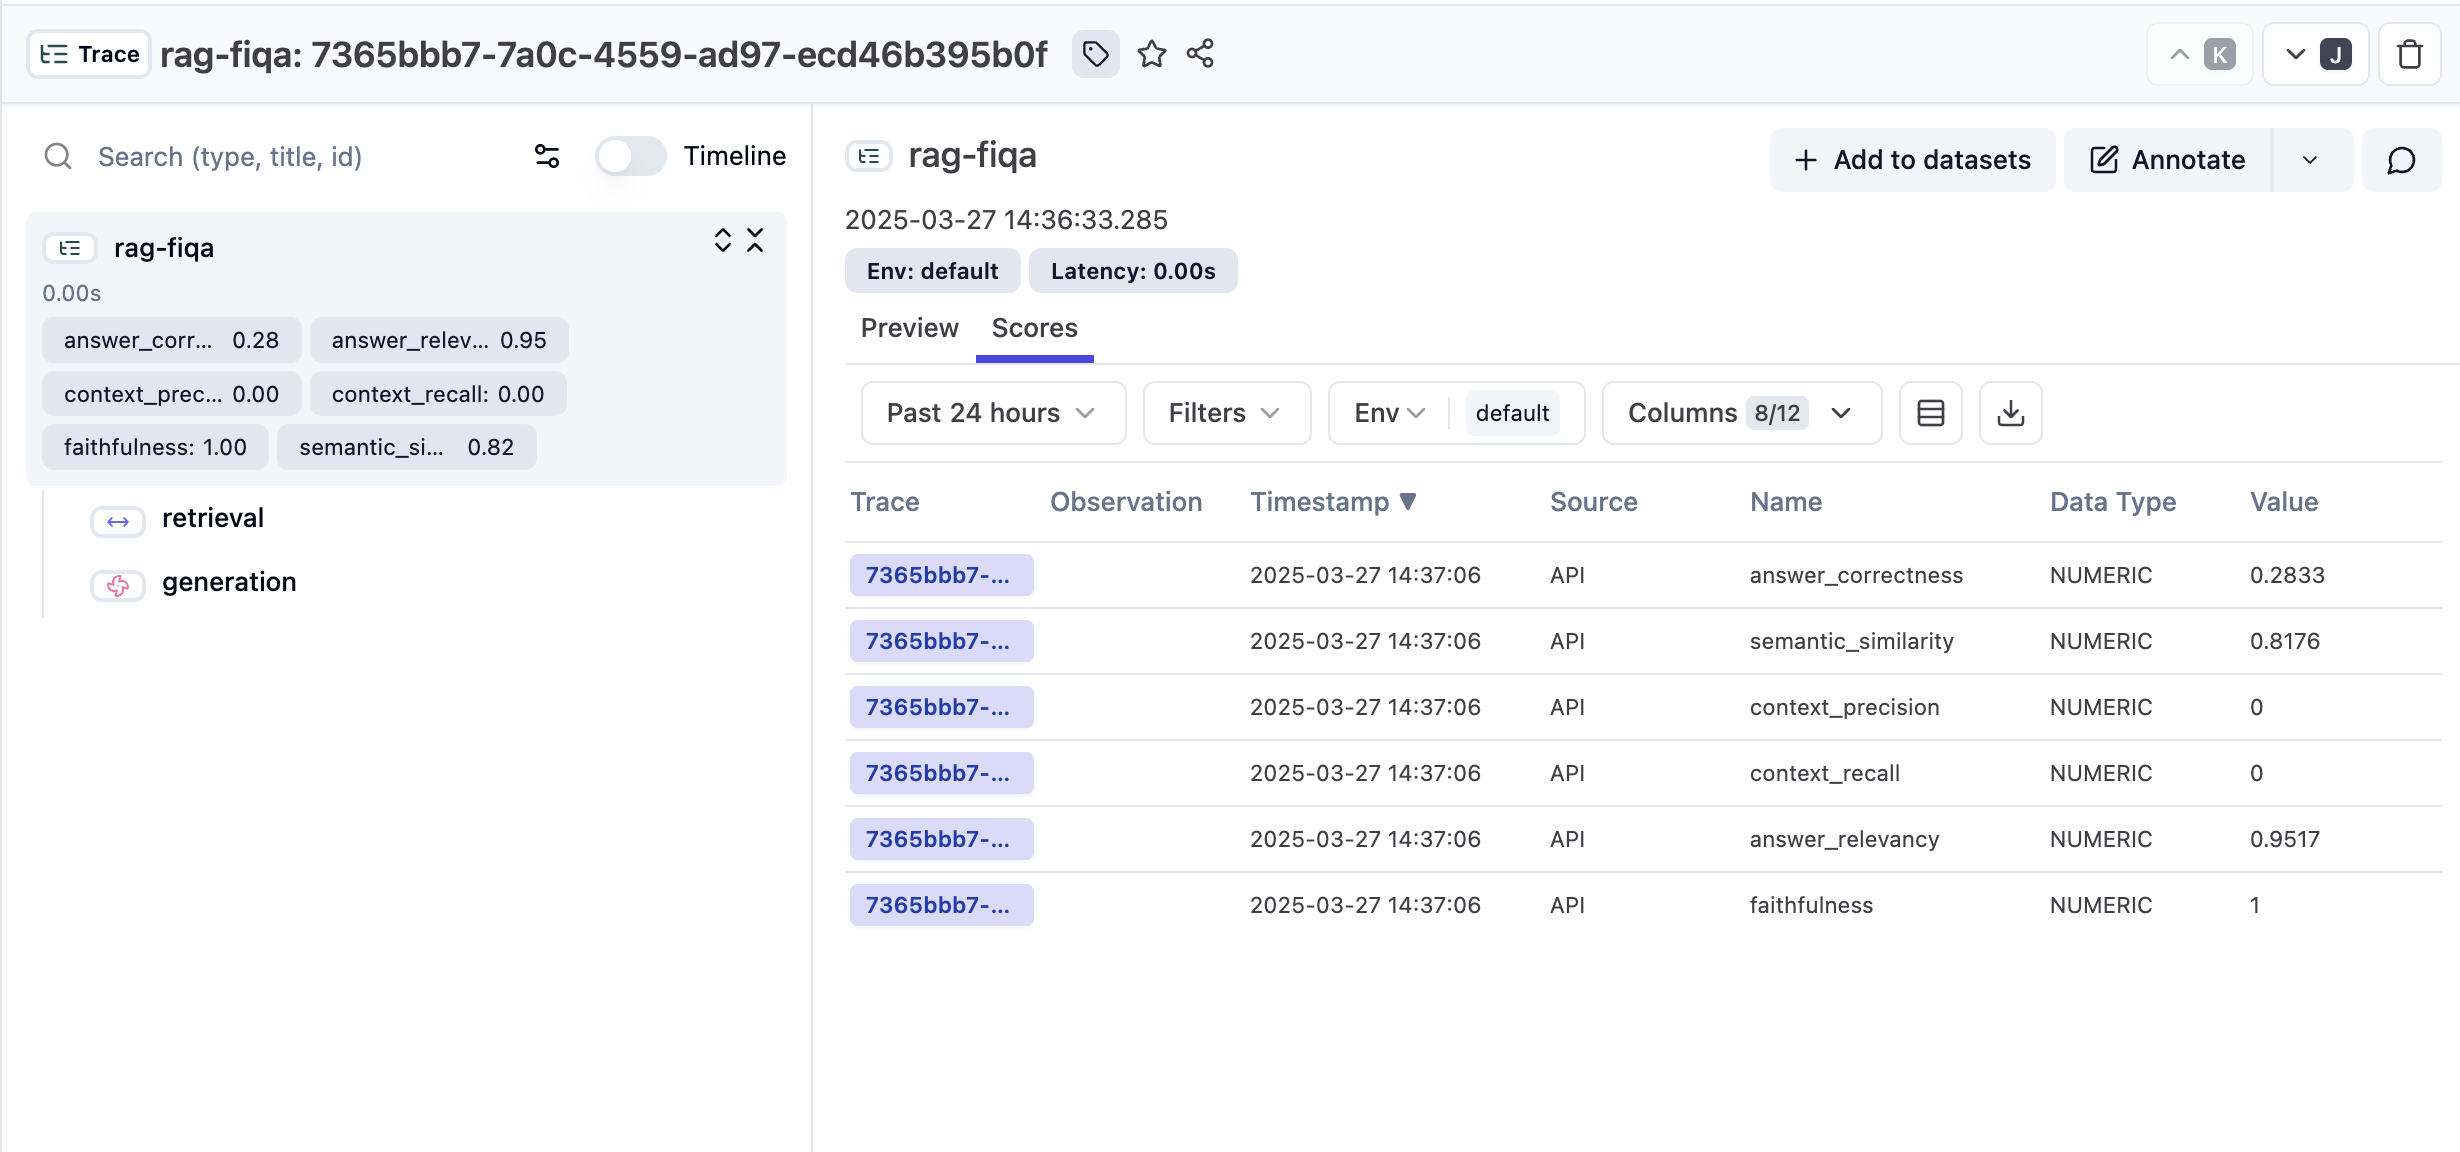 Trace rag-fiqa: 7365bbb7-7a0c-4559-ad97-ecd46b395b0f K J
Search (type, title, id) Timeline
rag-fiqa
0.00s
answer_corr... 0.28 answer_relev... 0.95
context_prec... 0.00 context_recall: 0.00
faithfulness: 1.00 semantic_si... 0.82
retrieval
generation
rag-fiqa + Add to datasets Annotate
2025-03-27 14:36:33.285
Env: default Latency: 0.00s
Preview Scores
Past 24 hours Filters Env default Columns 8/12
Trace Observation Timestamp ▼ Source Name Data Type Value
7365bbb7-... 2025-03-27 14:37:06 API answer_correctness NUMERIC 0.2833
7365bbb7-... 2025-03-27 14:37:06 API semantic_similarity NUMERIC 0.8176
7365bbb7-... 2025-03-27 14:37:06 API context_precision NUMERIC 0
7365bbb7-... 2025-03-27 14:37:06 API context_recall NUMERIC 0
7365bbb7-... 2025-03-27 14:37:06 API answer_relevancy NUMERIC 0.9517
7365bbb7-... 2025-03-27 14:37:06 API faithfulness NUMERIC 1